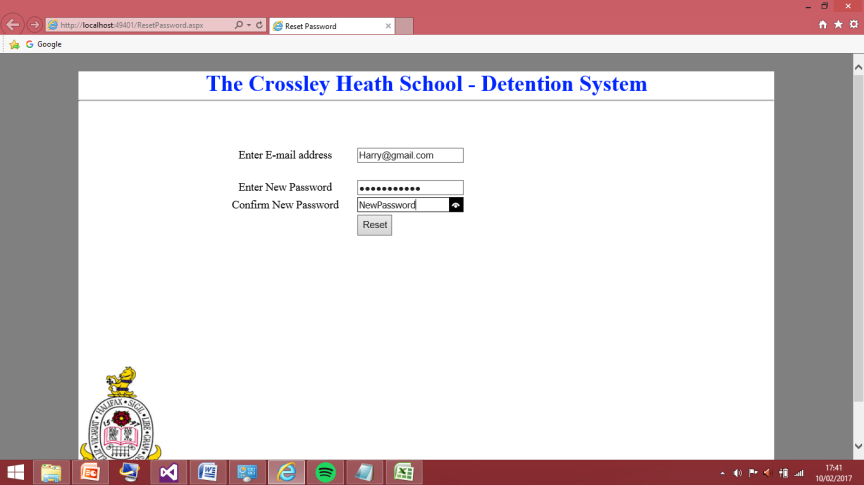 http://localhost:49401/ResetPassword.aspx
Reset Password
Google
The Crossley Heath School - Detention System
Enter E-mail address
Harry@gmail.com
Enter New Password
●●●●●●●●●●●
Confirm New Password
NewPassword
Reset
HALIFAX
17:41
10/02/2017